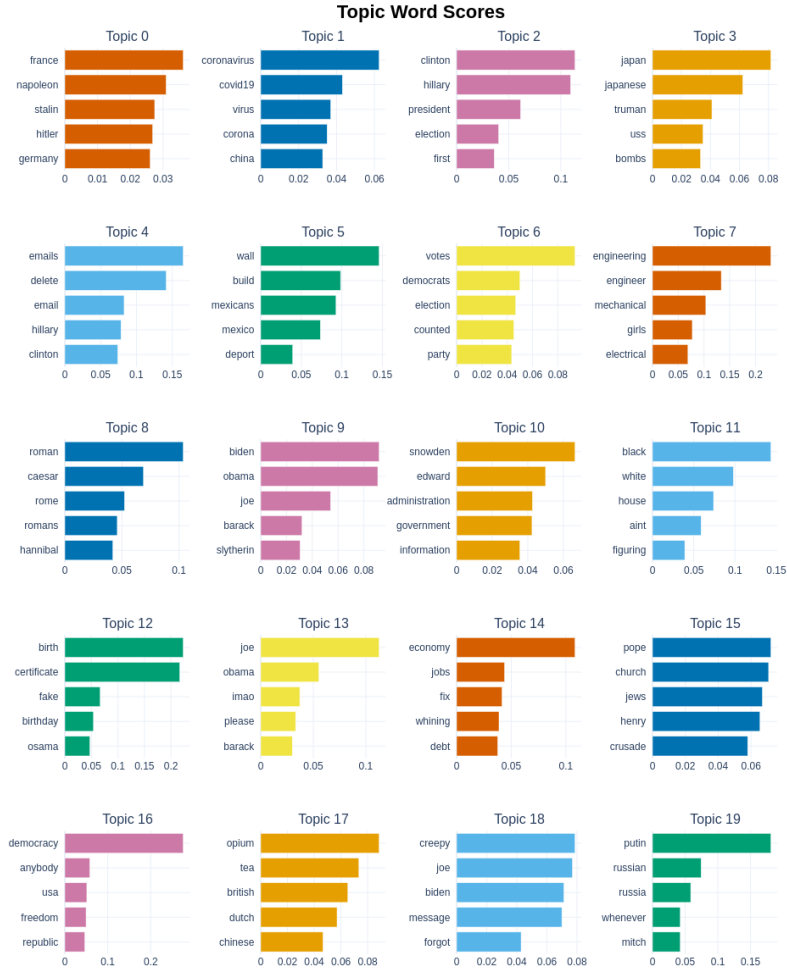 Topic Word Scores
Topic 0
france
napoleon
stalin
hitler
germany
0 0.01 0.02 0.03
Topic 1
coronavirus
covid19
virus
corona
china
0 0.02 0.04 0.06
Topic 2
clinton
hillary
president
election
first
0 0.05 0.1
Topic 3
japan
japanese
truman
uss
bombs
0 0.02 0.04 0.06 0.08
Topic 4
emails
delete
email
hillary
clinton
0 0.05 0.1 0.15
Topic 5
wall
build
mexicans
mexico
deport
0 0.05 0.1 0.15
Topic 6
votes
democrats
election
counted
party
0 0.02 0.04 0.06 0.08
Topic 7
engineering
engineer
mechanical
girls
electrical
0 0.05 0.1 0.15 0.2
Topic 8
roman
caesar
rome
romans
hannibal
0 0.05 0.1
Topic 9
biden
obama
joe
barack
slytherin
0 0.02 0.04 0.06 0.08
Topic 10
snowden
edward
administration
government
information
0 0.02 0.04 0.06
Topic 11
black
white
house
aint
figuring
0 0.05 0.1 0.15
Topic 12
birth
certificate
fake
birthday
osama
0 0.05 0.1 0.15 0.2
Topic 13
joe
obama
imao
please
barack
0 0.05 0.1
Topic 14
economy
jobs
fix
whining
debt
0 0.05 0.1
Topic 15
pope
church
jews
henry
crusade
0 0.02 0.04 0.06
Topic 16
democracy
anybody
usa
freedom
republic
0 0.1 0.2
Topic 17
opium
tea
british
dutch
chinese
0 0.02 0.04 0.06 0.08
Topic 18
creepy
joe
biden
message
forgot
0 0.02 0.04 0.06 0.08
Topic 19
putin
russian
russia
whenever
mitch
0 0.05 0.1 0.15